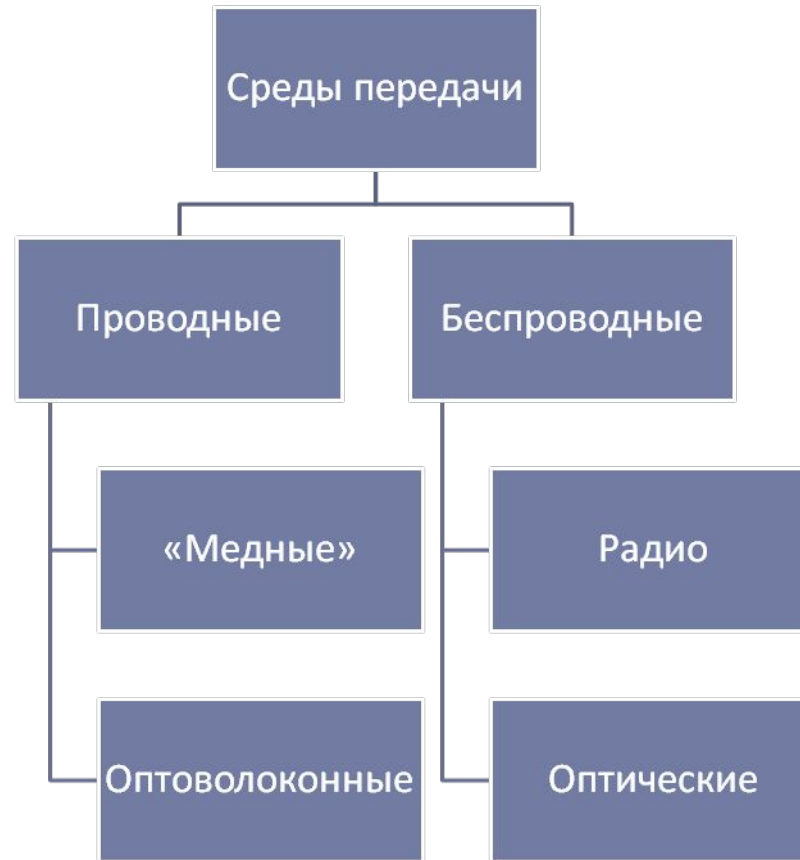 Среды передачи
Проводные
Беспроводные
«Медные»
Радио
Оптоволоконные
Оптические